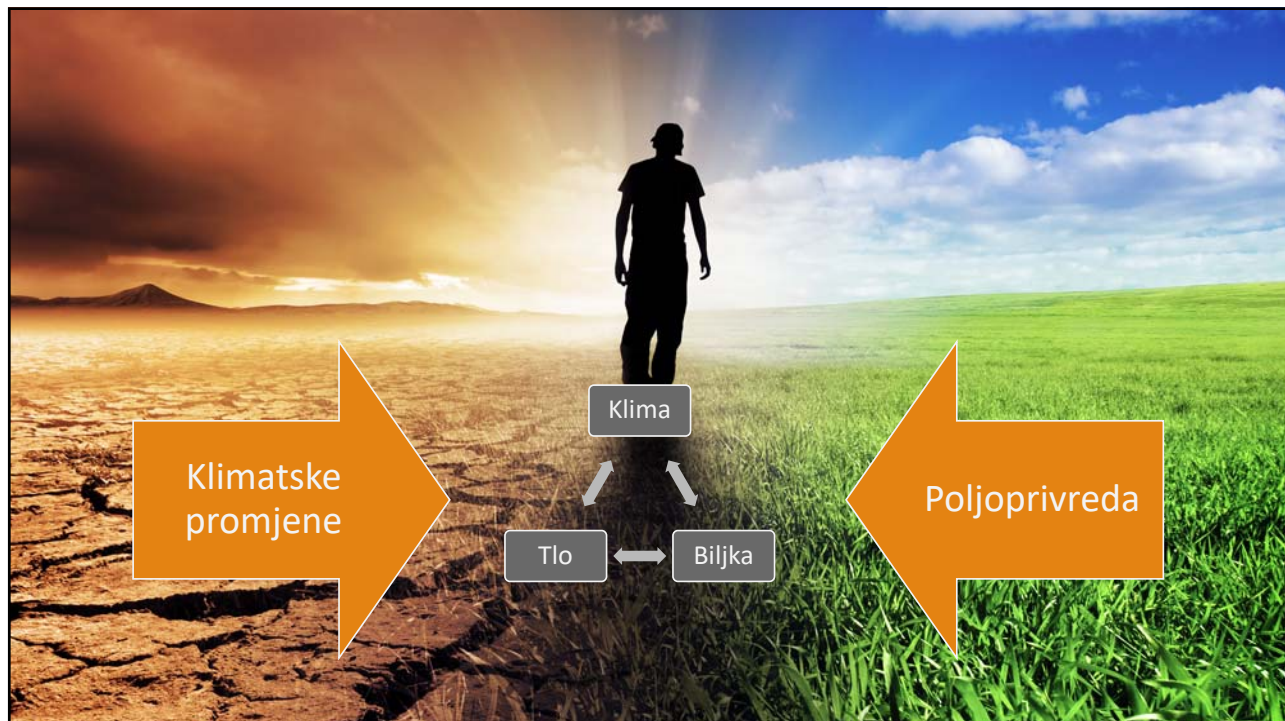 Klima
Klimatske
promjene
Poljoprivreda
Tlo
Biljka